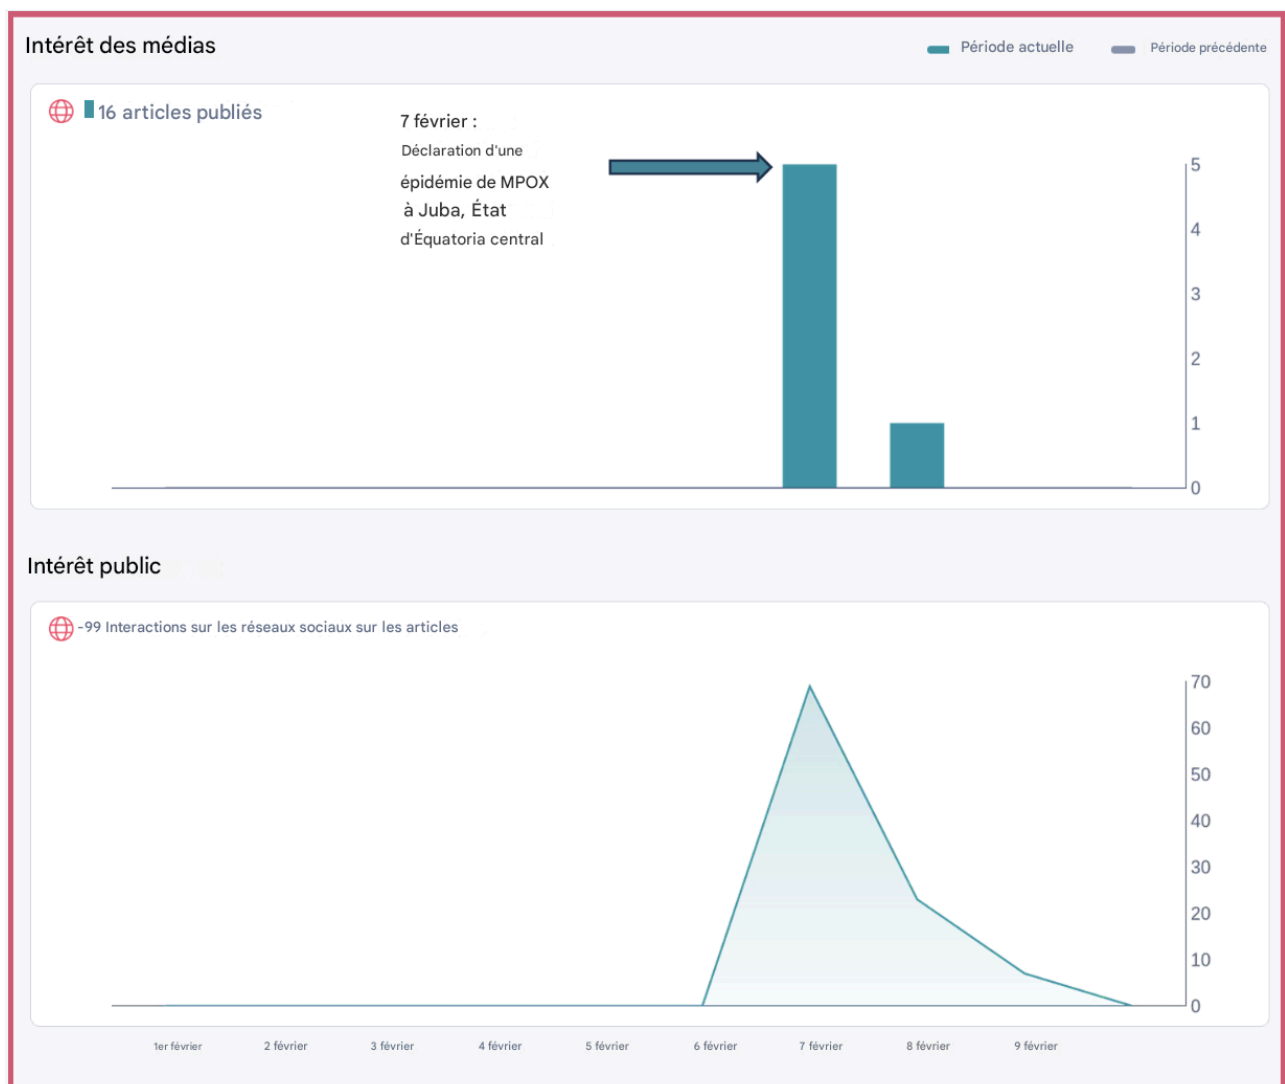 Intérêt des médias
Période actuelle
Période précédente
16 articles publiés
7 février :
Déclaration d'une
épidémie de MPOX
à Juba, État
d'Équatoria central
5
4
3
2
1
0
Intérêt public
-99 Interactions sur les réseaux sociaux sur les articles
70
60
50
40
30
20
10
0
1er février
2 février
3 février
4 février
5 février
6 février
7 février
8 février
9 février